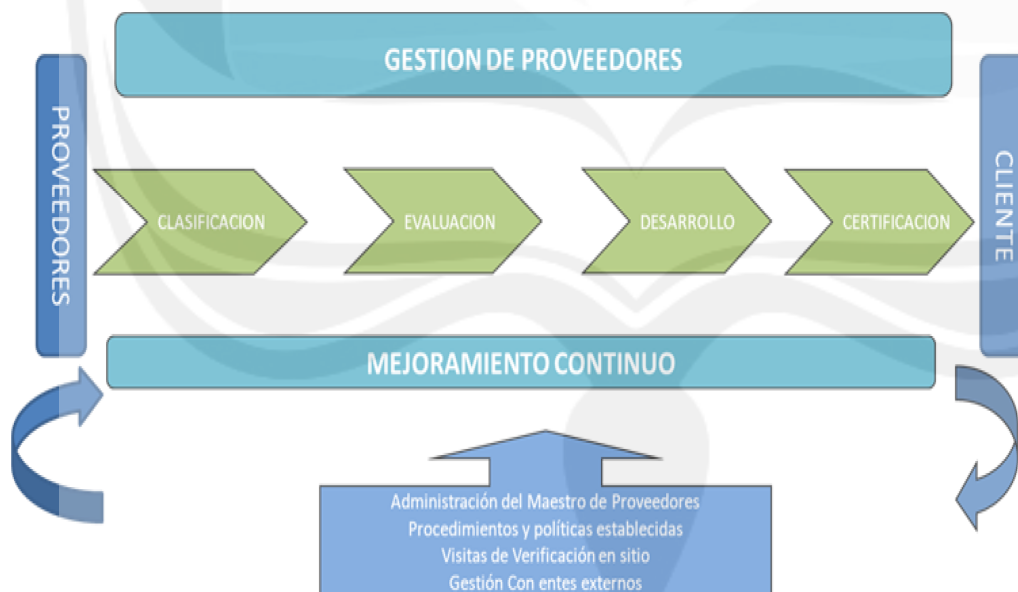 GESTION DE PROVEEDORES
PROVEEDORES
CLASIFICACION
EVALUACION
DESARROLLO
CERTIFICACION
CLIENTE
MEJORAMIENTO CONTINUO
Administración del Maestro de Proveedores
Procedimientos y políticas establecidas
Visitas de Verificación en sitio
Gestión Con entes externos